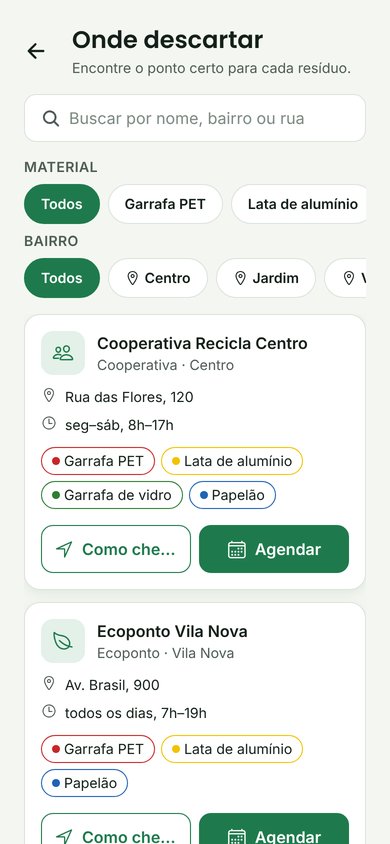 Onde descartar
Encontre o ponto certo para cada resíduo.
Buscar por nome, bairro ou rua
MATERIAL
Todos Garrafa PET Lata de alumínio
BAIRRO
Todos Centro Jardim V
Cooperativa Recicla Centro
Cooperativa · Centro
Rua das Flores, 120
seg–sáb, 8h–17h
Garrafa PET Lata de alumínio
Garrafa de vidro Papelão
Como che... Agendar
Ecoponto Vila Nova
Ecoponto · Vila Nova
Av. Brasil, 900
todos os dias, 7h–19h
Garrafa PET Lata de alumínio
Papelão
Como che... Agendar